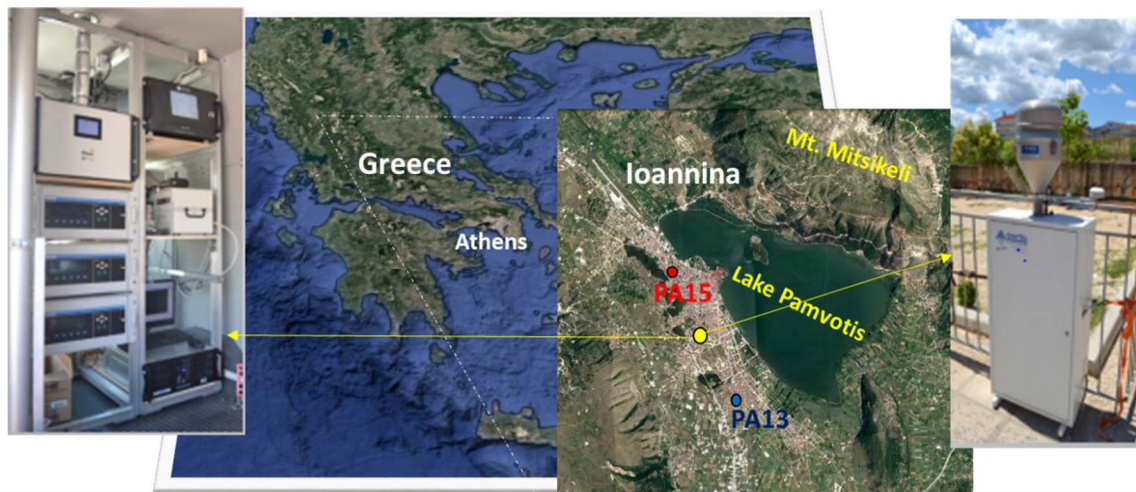 Greece
Athens
Ioannina
Mt. Mitsikeli
PA15
Lake Pamvotis
PA13